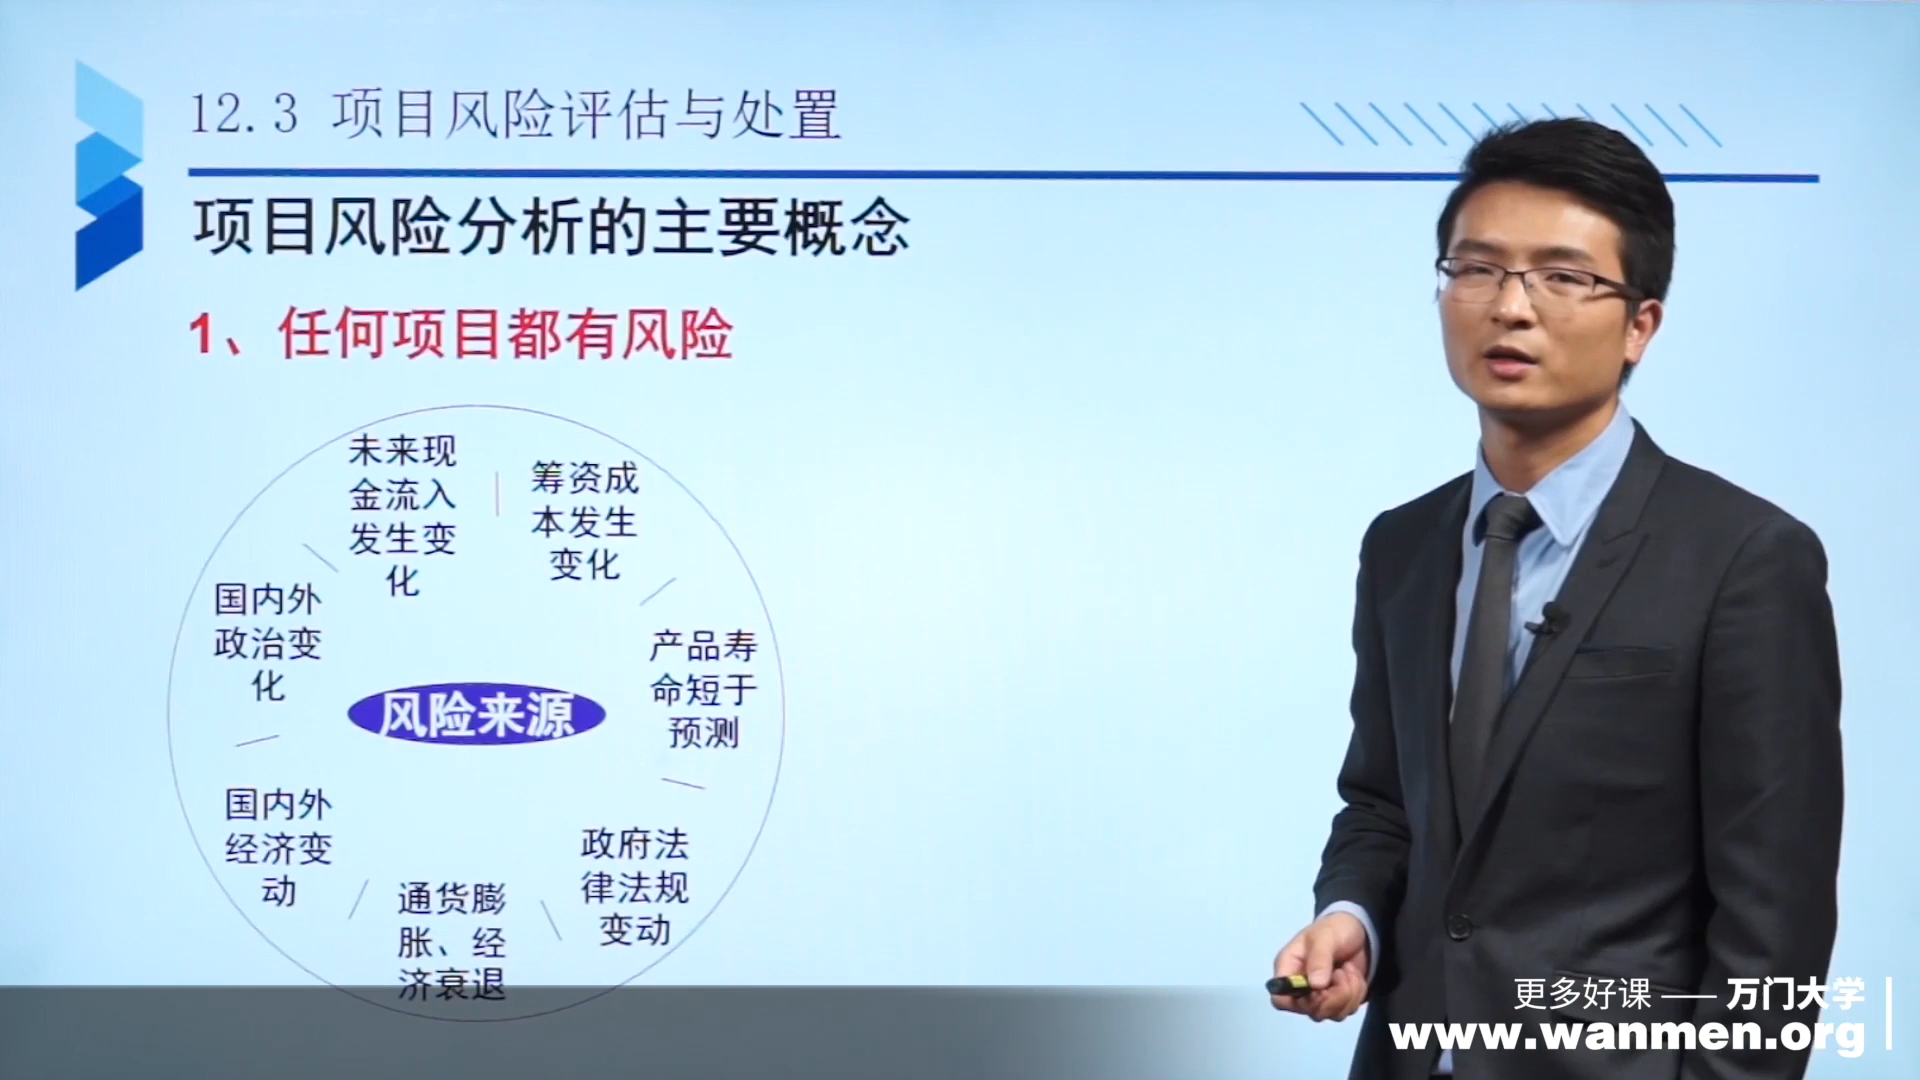 12.3 项目风险评估与处置
项目风险分析的主要概念
1、任何项目都有风险
未来现
金流入
发生变
化
筹资成
本发生
变化
产品寿
命短于
预测
政府法
律法规
变动
通货膨
胀、经
济衰退
国内外
经济变
动
国内外
政治变
化
风险来源
更多好课 —— 万门大学
www.wanmen.org